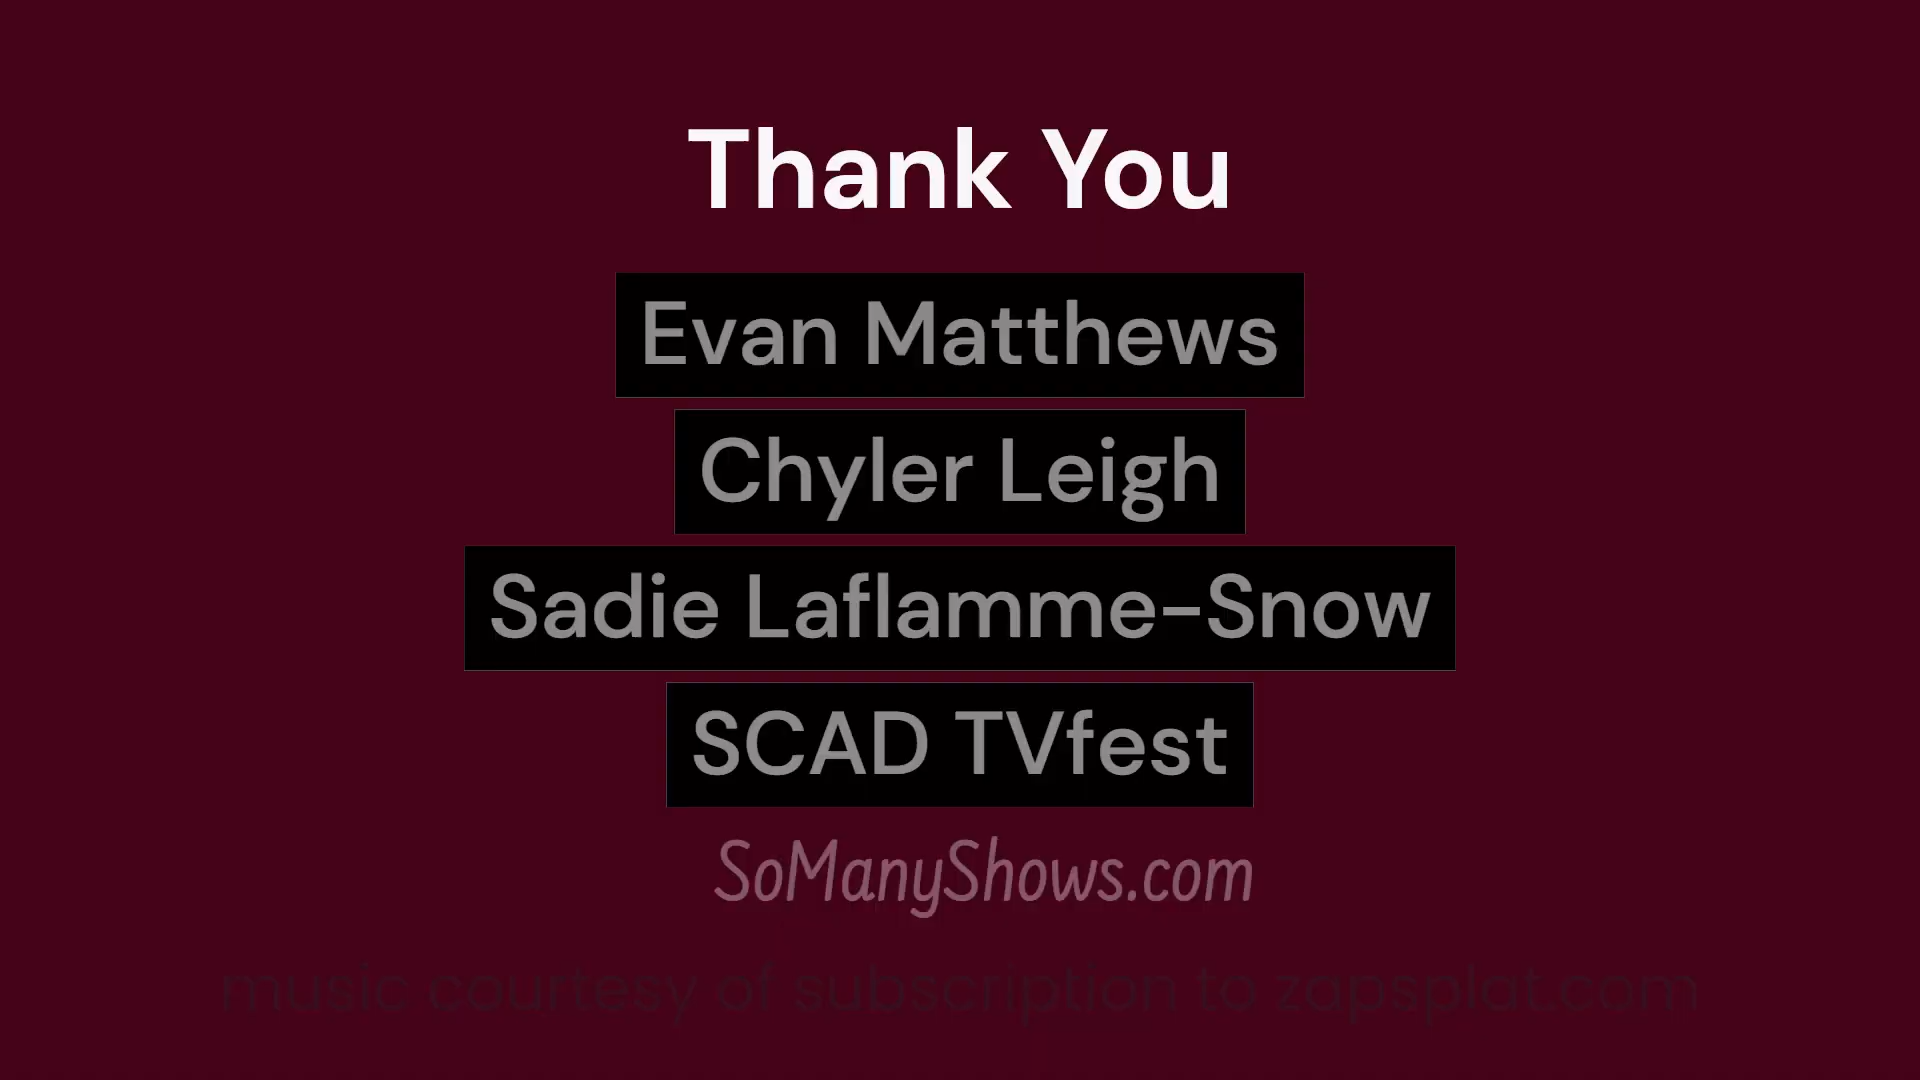 Thank You
Evan Matthews
Chyler Leigh
Sadie Laflamme-Snow
SCAD TVfest
SoManyShows.com
music courtesy of subscription to zapsplat.com